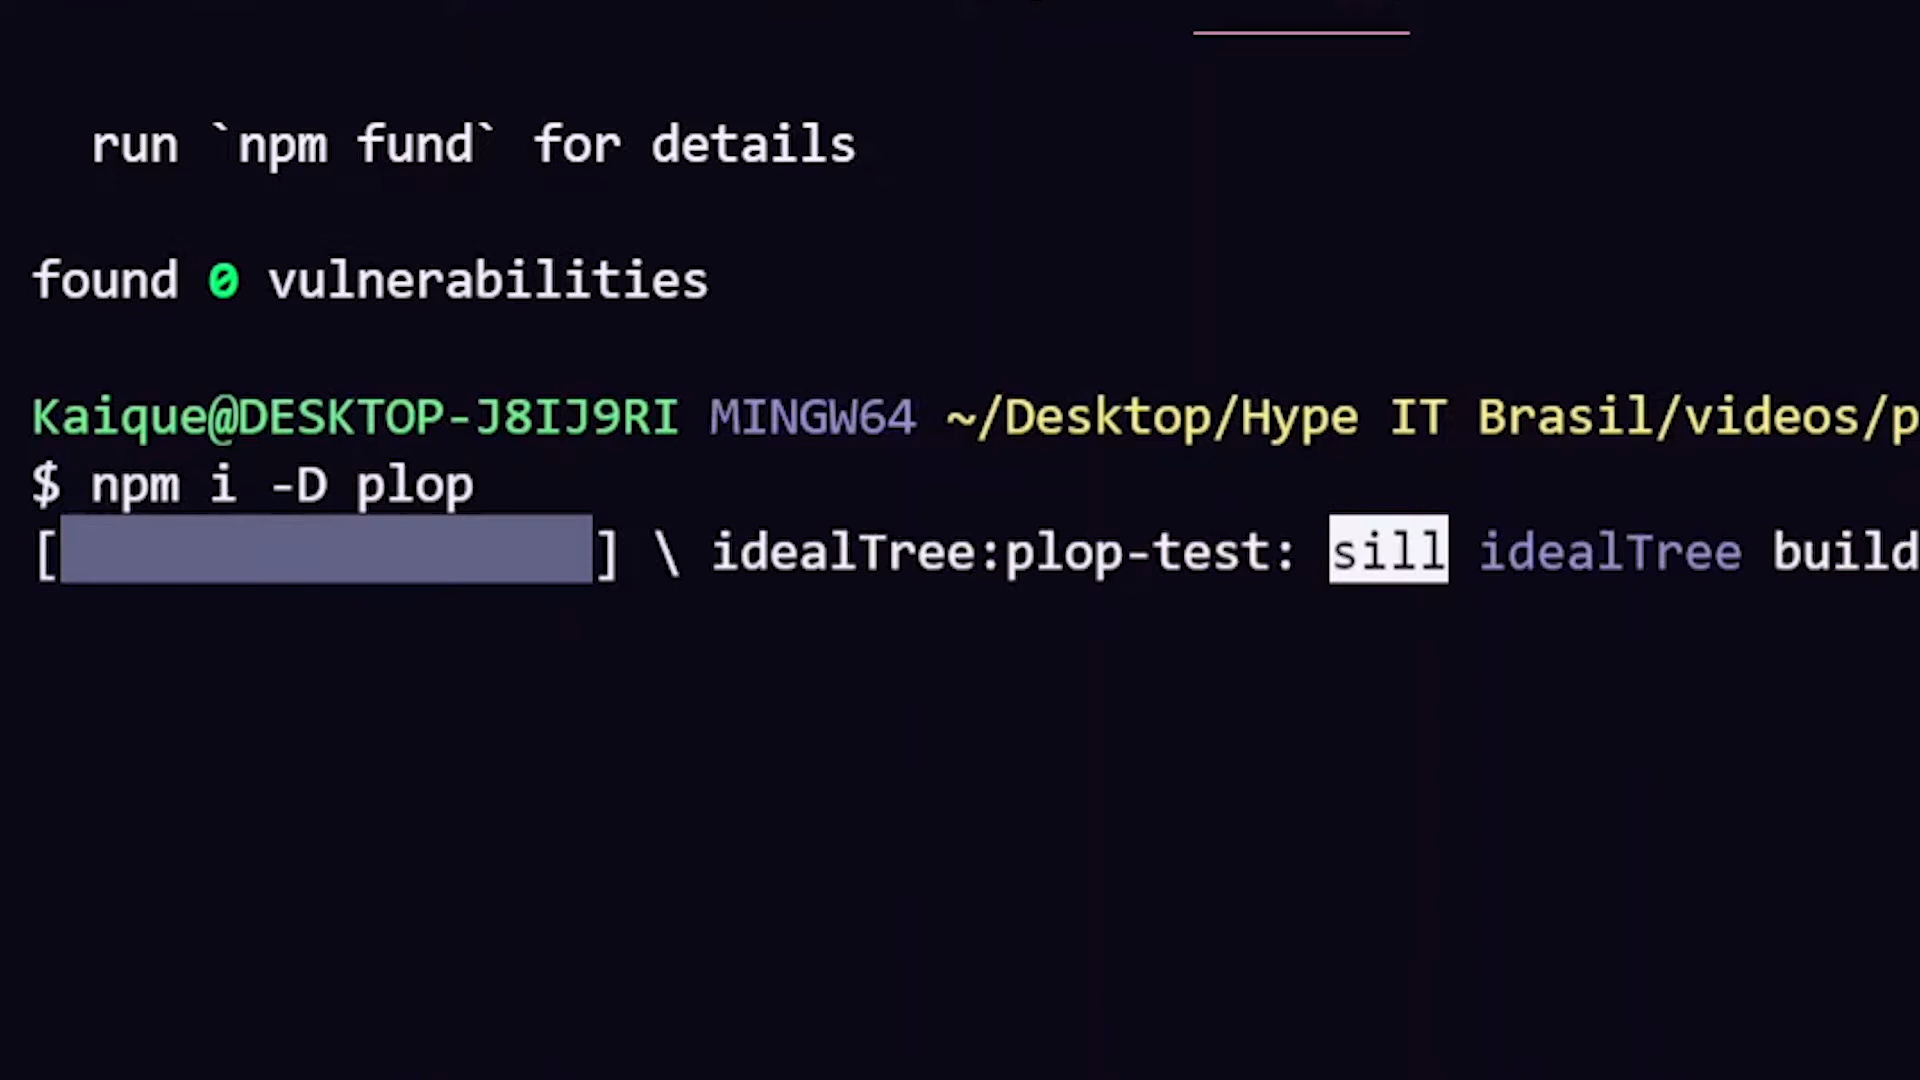 run `npm fund` for details
found 0 vulnerabilities
Kaique@DESKTOP-J8IJ9RI MINGW64 ~/Desktop/Hype IT Brasil/videos/p
$ npm i -D plop
[                  ] \ idealTree:plop-test: sill idealTree build